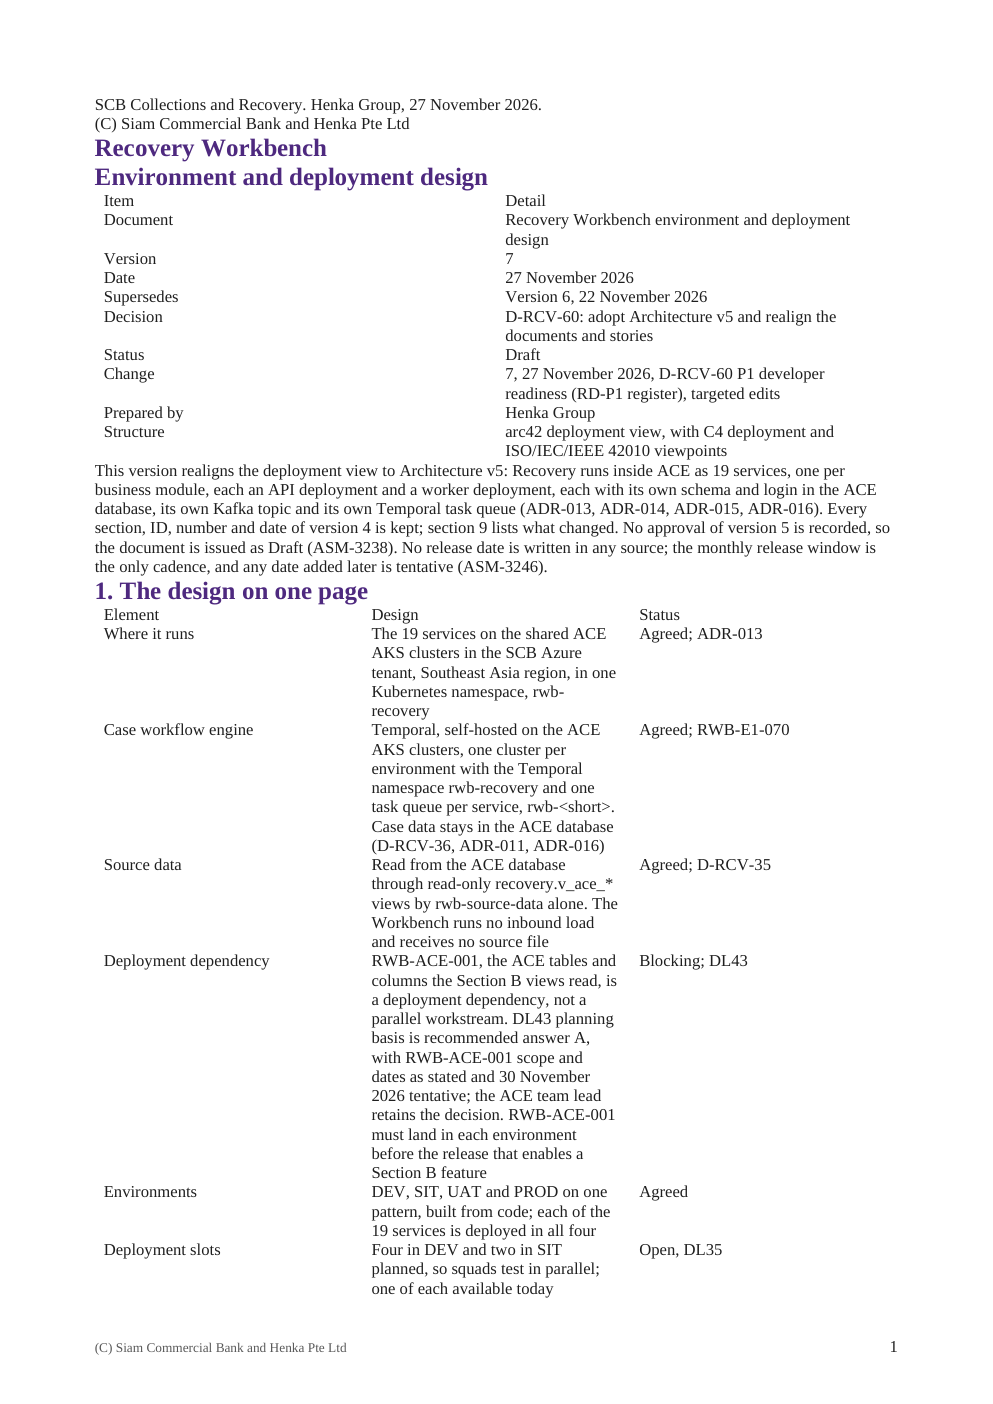 SCB Collections and Recovery. Henka Group, 27 November 2026.
(C) Siam Commercial Bank and Henka Pte Ltd
Recovery Workbench
Environment and deployment design
Item Detail
Document Recovery Workbench environment and deployment
design
Version 7
Date 27 November 2026
Supersedes Version 6, 22 November 2026
Decision D-RCV-60: adopt Architecture v5 and realign the
documents and stories
Status Draft
Change 7, 27 November 2026, D-RCV-60 P1 developer
readiness (RD-P1 register), targeted edits
Prepared by Henka Group
Structure arc42 deployment view, with C4 deployment and
ISO/IEC/IEEE 42010 viewpoints
This version realigns the deployment view to Architecture v5: Recovery runs inside ACE as 19 services, one per
business module, each an API deployment and a worker deployment, each with its own schema and login in the ACE
database, its own Kafka topic and its own Temporal task queue (ADR-013, ADR-014, ADR-015, ADR-016). Every
section, ID, number and date of version 4 is kept; section 9 lists what changed. No approval of version 5 is recorded, so
the document is issued as Draft (ASM-3238). No release date is written in any source; the monthly release window is
the only cadence, and any date added later is tentative (ASM-3246).
1. The design on one page
Element Design Status
Where it runs The 19 services on the shared ACE Agreed; ADR-013
AKS clusters in the SCB Azure
tenant, Southeast Asia region, in one
Kubernetes namespace, rwb-
recovery
Case workflow engine Temporal, self-hosted on the ACE Agreed; RWB-E1-070
AKS clusters, one cluster per
environment with the Temporal
namespace rwb-recovery and one
task queue per service, rwb-<short>.
Case data stays in the ACE database
(D-RCV-36, ADR-011, ADR-016)
Source data Read from the ACE database Agreed; D-RCV-35
through read-only recovery.v_ace_*
views by rwb-source-data alone. The
Workbench runs no inbound load
and receives no source file
Deployment dependency RWB-ACE-001, the ACE tables and Blocking; DL43
columns the Section B views read, is
a deployment dependency, not a
parallel workstream. DL43 planning
basis is recommended answer A,
with RWB-ACE-001 scope and
dates as stated and 30 November
2026 tentative; the ACE team lead
retains the decision. RWB-ACE-001
must land in each environment
before the release that enables a
Section B feature
Environments DEV, SIT, UAT and PROD on one Agreed
pattern, built from code; each of the
19 services is deployed in all four
Deployment slots Four in DEV and two in SIT Open, DL35
planned, so squads test in parallel;
one of each available today
(C) Siam Commercial Bank and Henka Pte Ltd 1